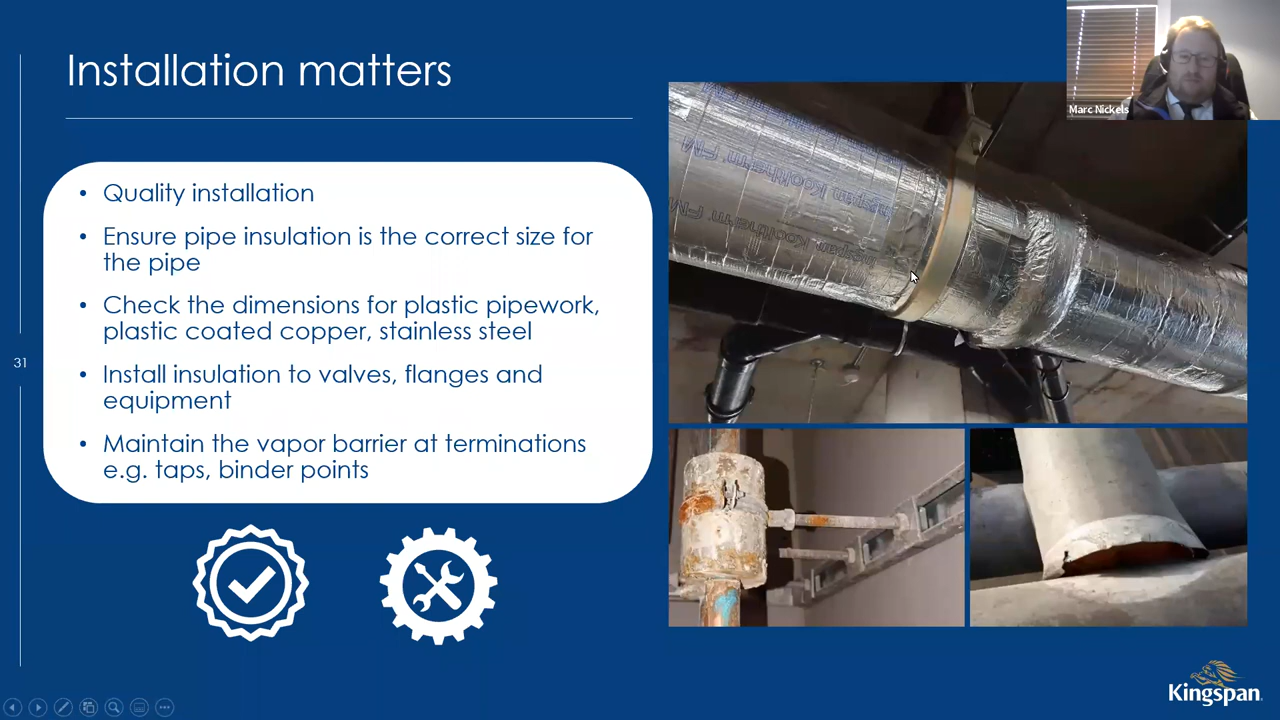 Installation matters
Marc Nickels
• Quality installation
• Ensure pipe insulation is the correct size for
the pipe
• Check the dimensions for plastic pipework,
plastic coated copper, stainless steel
• Install insulation to valves, flanges and
equipment
• Maintain the vapor barrier at terminations
e.g. taps, binder points
31
Kingspan